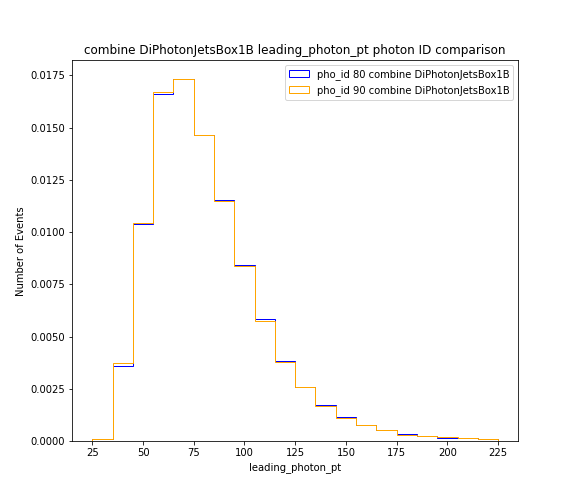 combine DiPhotonJetsBox1B leading_photon_pt photon ID comparison
pho_id 80 combine DiPhotonJetsBox1B
pho_id 90 combine DiPhotonJetsBox1B
Number of Events
0.0175
0.0150
0.0125
0.0100
0.0075
0.0050
0.0025
0.0000
25 50 75 100 125 150 175 200 225
leading_photon_pt